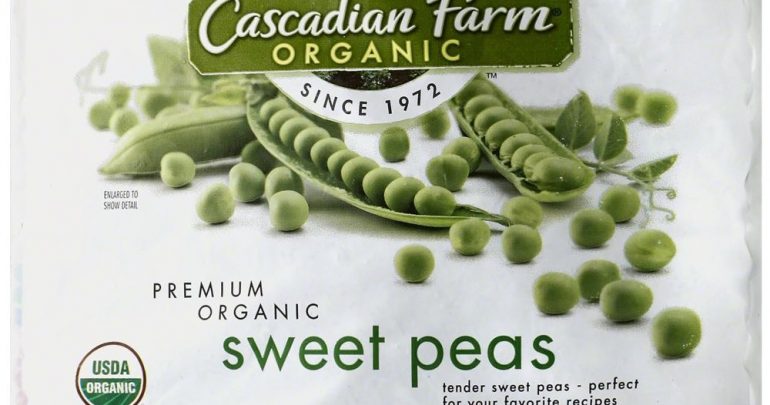 Cascadian Farm®
ORGANIC
SINCE 1972
™
ENLARGED TO
SHOW DETAIL
PREMIUM
ORGANIC
sweet peas
USDA
ORGANIC
tender sweet peas - perfect
for your favorite recipes